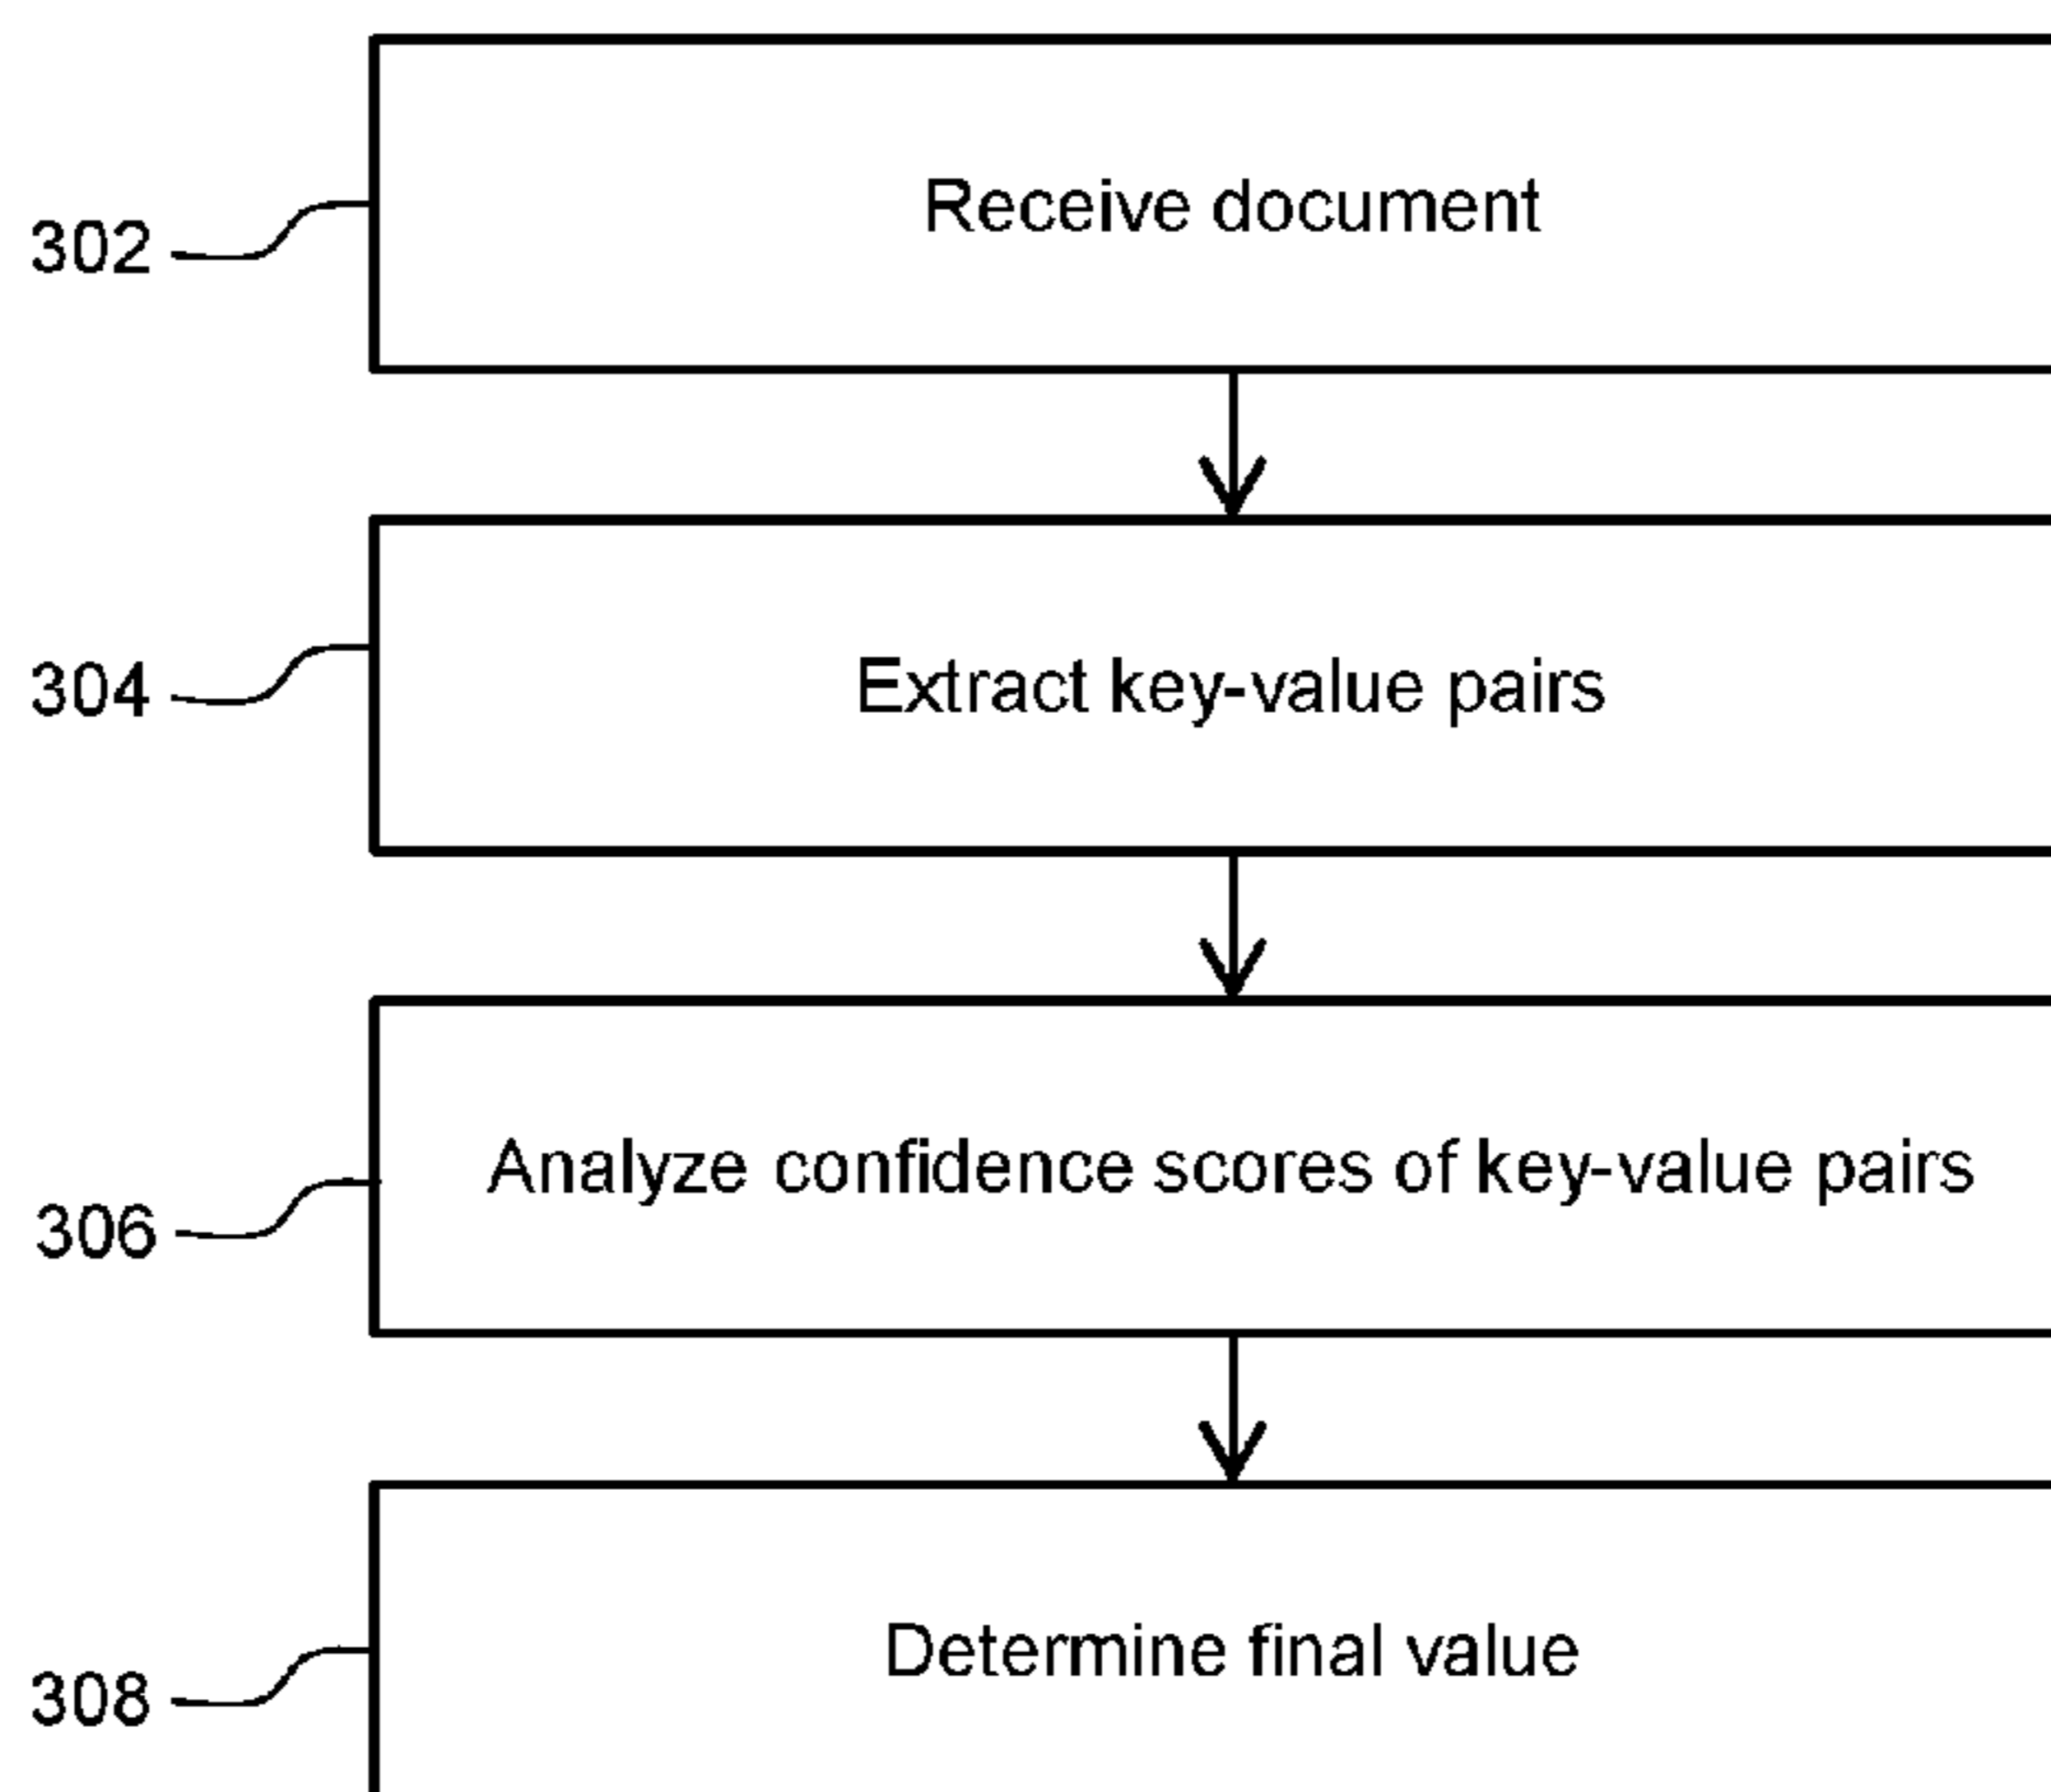 Receive document
302
Extract key-value pairs
304
Analyze confidence scores of key-value pairs
306
Determine final value
308